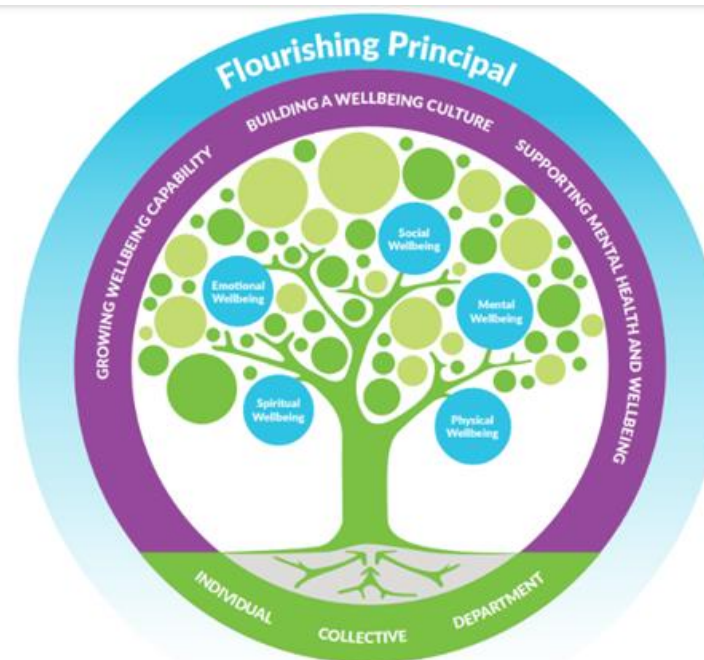 Flourishing Principal
BUILDING A WELLBEING CULTURE
GROWING WELLBEING CAPABILITY
SUPPORTING MENTAL HEALTH AND WELLBEING
Social
Wellbeing
Emotional
Wellbeing
Mental
Wellbeing
Spiritual
Wellbeing
Physical
Wellbeing
INDIVIDUAL
COLLECTIVE
DEPARTMENT